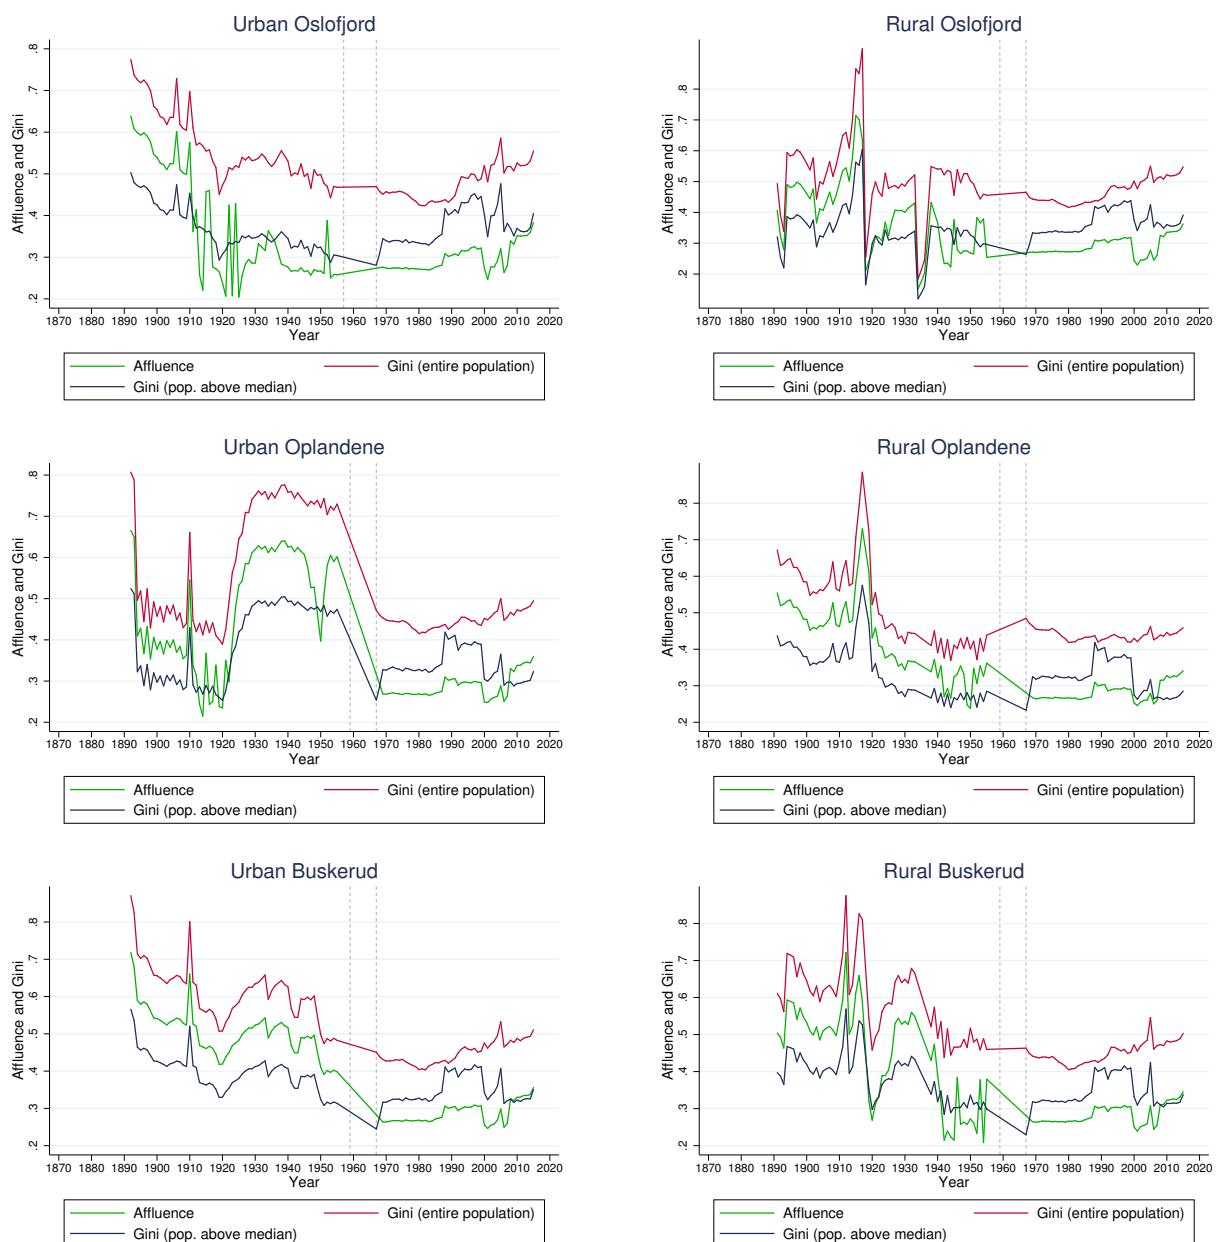 Urban Oslofjord
Affluence and Gini
.8
.7
.6
.5
.4
.3
.2
1870 1880 1890 1900 1910 1920 1930 1940 1950 1960 1970 1980 1990 2000 2010 2020
Year
Affluence Gini (entire population)
Gini (pop. above median)
Rural Oslofjord
Affluence and Gini
.8
.7
.6
.5
.4
.3
.2
1870 1880 1890 1900 1910 1920 1930 1940 1950 1960 1970 1980 1990 2000 2010 2020
Year
Affluence Gini (entire population)
Gini (pop. above median)
Urban Oplandene
Affluence and Gini
.8
.7
.6
.5
.4
.3
.2
1870 1880 1890 1900 1910 1920 1930 1940 1950 1960 1970 1980 1990 2000 2010 2020
Year
Affluence Gini (entire population)
Gini (pop. above median)
Rural Oplandene
Affluence and Gini
.8
.7
.6
.5
.4
.3
.2
1870 1880 1890 1900 1910 1920 1930 1940 1950 1960 1970 1980 1990 2000 2010 2020
Year
Affluence Gini (entire population)
Gini (pop. above median)
Urban Buskerud
Affluence and Gini
.8
.7
.6
.5
.4
.3
.2
1870 1880 1890 1900 1910 1920 1930 1940 1950 1960 1970 1980 1990 2000 2010 2020
Year
Affluence Gini (entire population)
Gini (pop. above median)
Rural Buskerud
Affluence and Gini
.8
.7
.6
.5
.4
.3
.2
1870 1880 1890 1900 1910 1920 1930 1940 1950 1960 1970 1980 1990 2000 2010 2020
Year
Affluence Gini (entire population)
Gini (pop. above median)